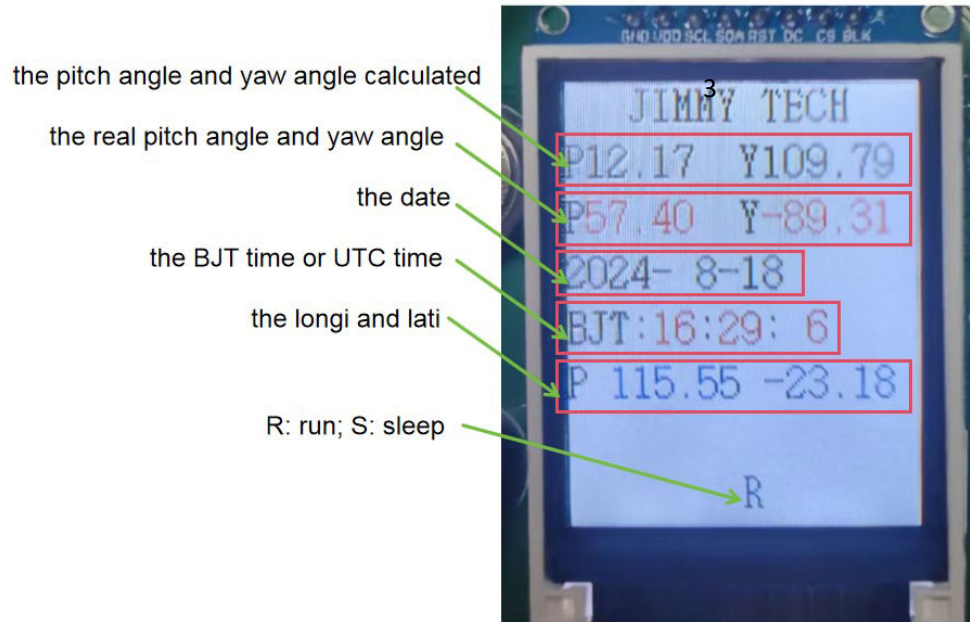 GND VDD SCL SDA RST DC CS BLK
the pitch angle and yaw angle calculated
3
JIMMY TECH
the real pitch angle and yaw angle
P12.17 Y109.79
the date
P57.40 Y-89.31
the BJT time or UTC time
2024- 8-18
the longi and lati
BJT:16:29: 6
P 115.55 -23.18
R: run; S: sleep
R